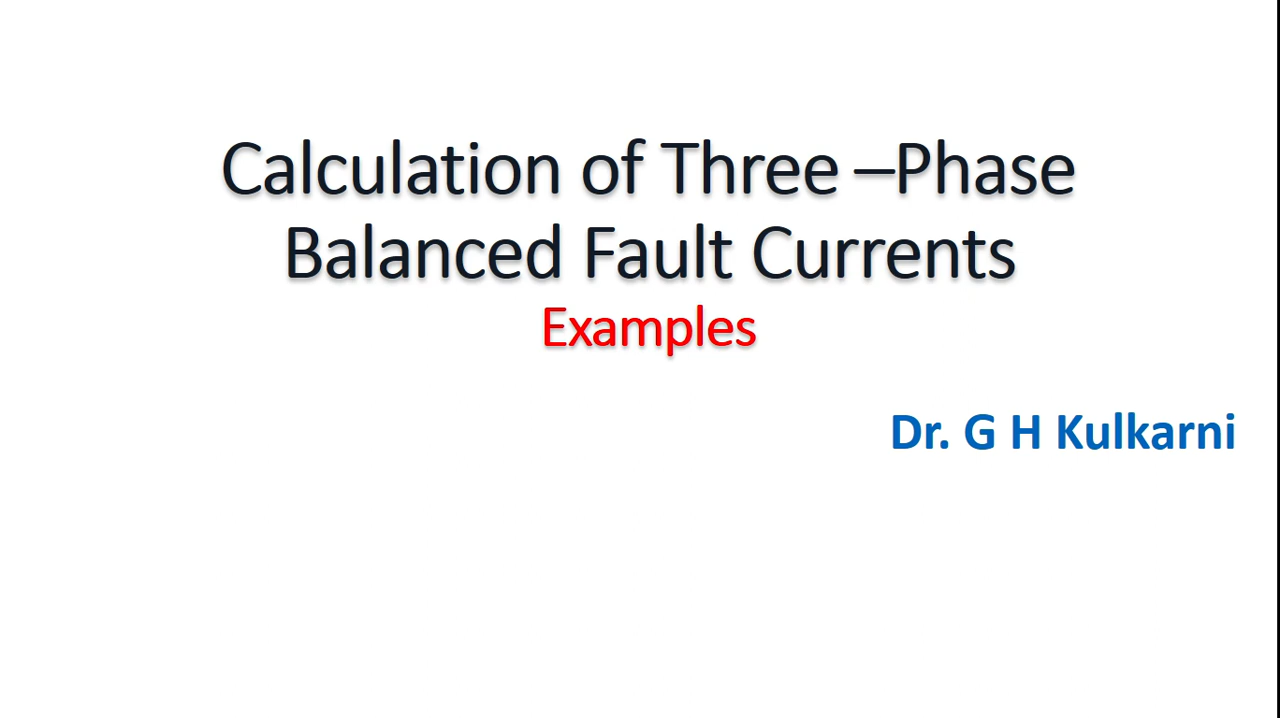 Calculation of Three –Phase
Balanced Fault Currents
Examples
Dr. G H Kulkarni